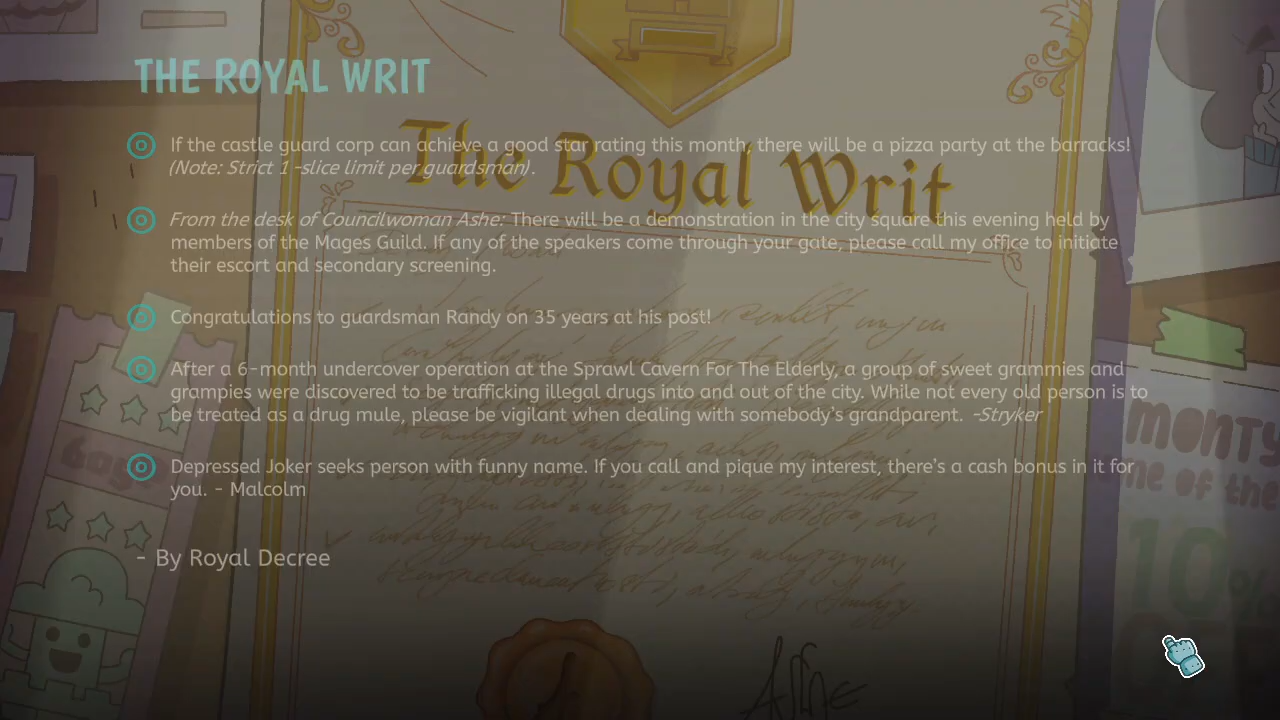 THE ROYAL WRIT
The Royal Writ
If the castle guard corp can achieve a good star rating this month, there will be a pizza party at the barracks!
(Note: Strict 1 -slice limit per guardsman).
From the desk of Councilwoman Ashe: There will be a demonstration in the city square this evening held by
members of the Mages Guild. If any of the speakers come through your gate, please call my office to initiate
their escort and secondary screening.
Congratulations to guardsman Randy on 35 years at his post!
After a 6-month undercover operation at the Sprawl Cavern For The Elderly, a group of sweet grammies and
grampies were discovered to be trafficking illegal drugs into and out of the city. While not every old person is to
be treated as a drug mule, please be vigilant when dealing with somebody's grandparent. -Stryker
Depressed Joker seeks person with funny name. If you call and pique my interest, there's a cash bonus in it for
you. - Malcolm
- By Royal Decree
MONTY
me of the
10%
OFF